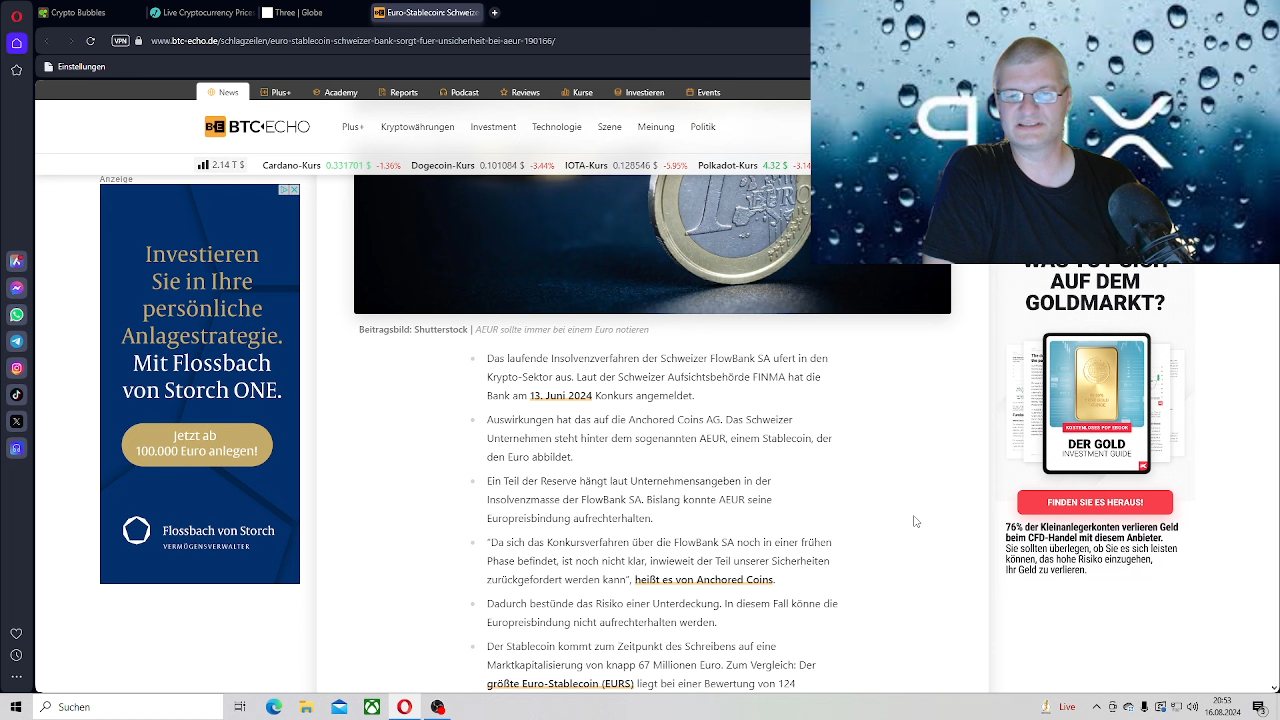 Crypto Bubbles
Live Cryptocurrency Price
Three | Globe
Euro-Stablecoin: Schweize
VPN
www.btc-echo.de/schlagzeilen/euro-stablecoin-schweizer-bank-sorgt-fuer-unsicherheit-bei-eur-190166/
Einstellungen
News Plus+ Academy Reports Podcast Reviews Kurse Investieren Events
BTC ECHO
Plus+ Kryptowährungen Investment Technologie Szene Meinung Politik
2.14 T $ Cardano-Kurs 0.331701 $ -1.36% Dogecoin-Kurs 0.101084 $ -3.44% IOTA-Kurs 0.128546 $ -5.95% Polkadot-Kurs 4.32 $ -3.14
Anzeige
Investieren
Sie in Ihre
persönliche
Anlagestrategie.
Mit Flossbach
von Storch ONE.
Jetzt ab
100.000 Euro anlegen!
Flossbach von Storch
VERMÖGENSVERWALTER
1 EURO
Beitragsbild: Shutterstock | AEUR sollte immer bei einem Euro notieren
Das laufende Insolvenzverfahren der Schweizer FlowBank SA ufert in den
Krypto-Sektor aus. Laut der Schweizer Aufsichtsbehörde FINMA hat die
Bank am 13. Juni 2024 Konkurs angemeldet.
Auswirkungen hat das auf die Anchored Coins AG. Das Schweizer
Unternehmen steht hinter dem sogenannten AEUR, einem Stablecoin, der
den Euro abbildet.
Ein Teil der Reserve hängt laut Unternehmensangaben in der
Insolvenzmasse der FlowBank SA. Bislang konnte AEUR seine
Europreisbindung aufrechterhalten.
"Da sich das Konkursverfahren über die FlowBank SA noch in einer frühen
Phase befindet, ist noch nicht klar, inwieweit der Teil unserer Sicherheiten
zurückgefordert werden kann", heißt es von Anchored Coins.
Dadurch bestünde das Risiko einer Unterdeckung. In diesem Fall könne die
Europreisbindung nicht aufrechterhalten werden.
Der Stablecoin kommt zum Zeitpunkt des Schreibens auf eine
Marktkapitalisierung von knapp 67 Millionen Euro. Zum Vergleich: Der
größte Euro-Stablecoin (EURS) liegt bei einer Bewertung von 124
WAS TUT SICH
AUF DEM
GOLDMARKT?
KOSTENLOSES PDF EBOOK
DER GOLD
INVESTMENT GUIDE
FINDEN SIE ES HERAUS!
76% der Kleinanlegerkonten verlieren Geld
beim CFD-Handel mit diesem Anbieter.
Sie sollten überlegen, ob Sie es sich leisten
können, das hohe Risiko einzugehen,
Ihr Geld zu verlieren.
Suchen
Live
20:53
16.08.2024